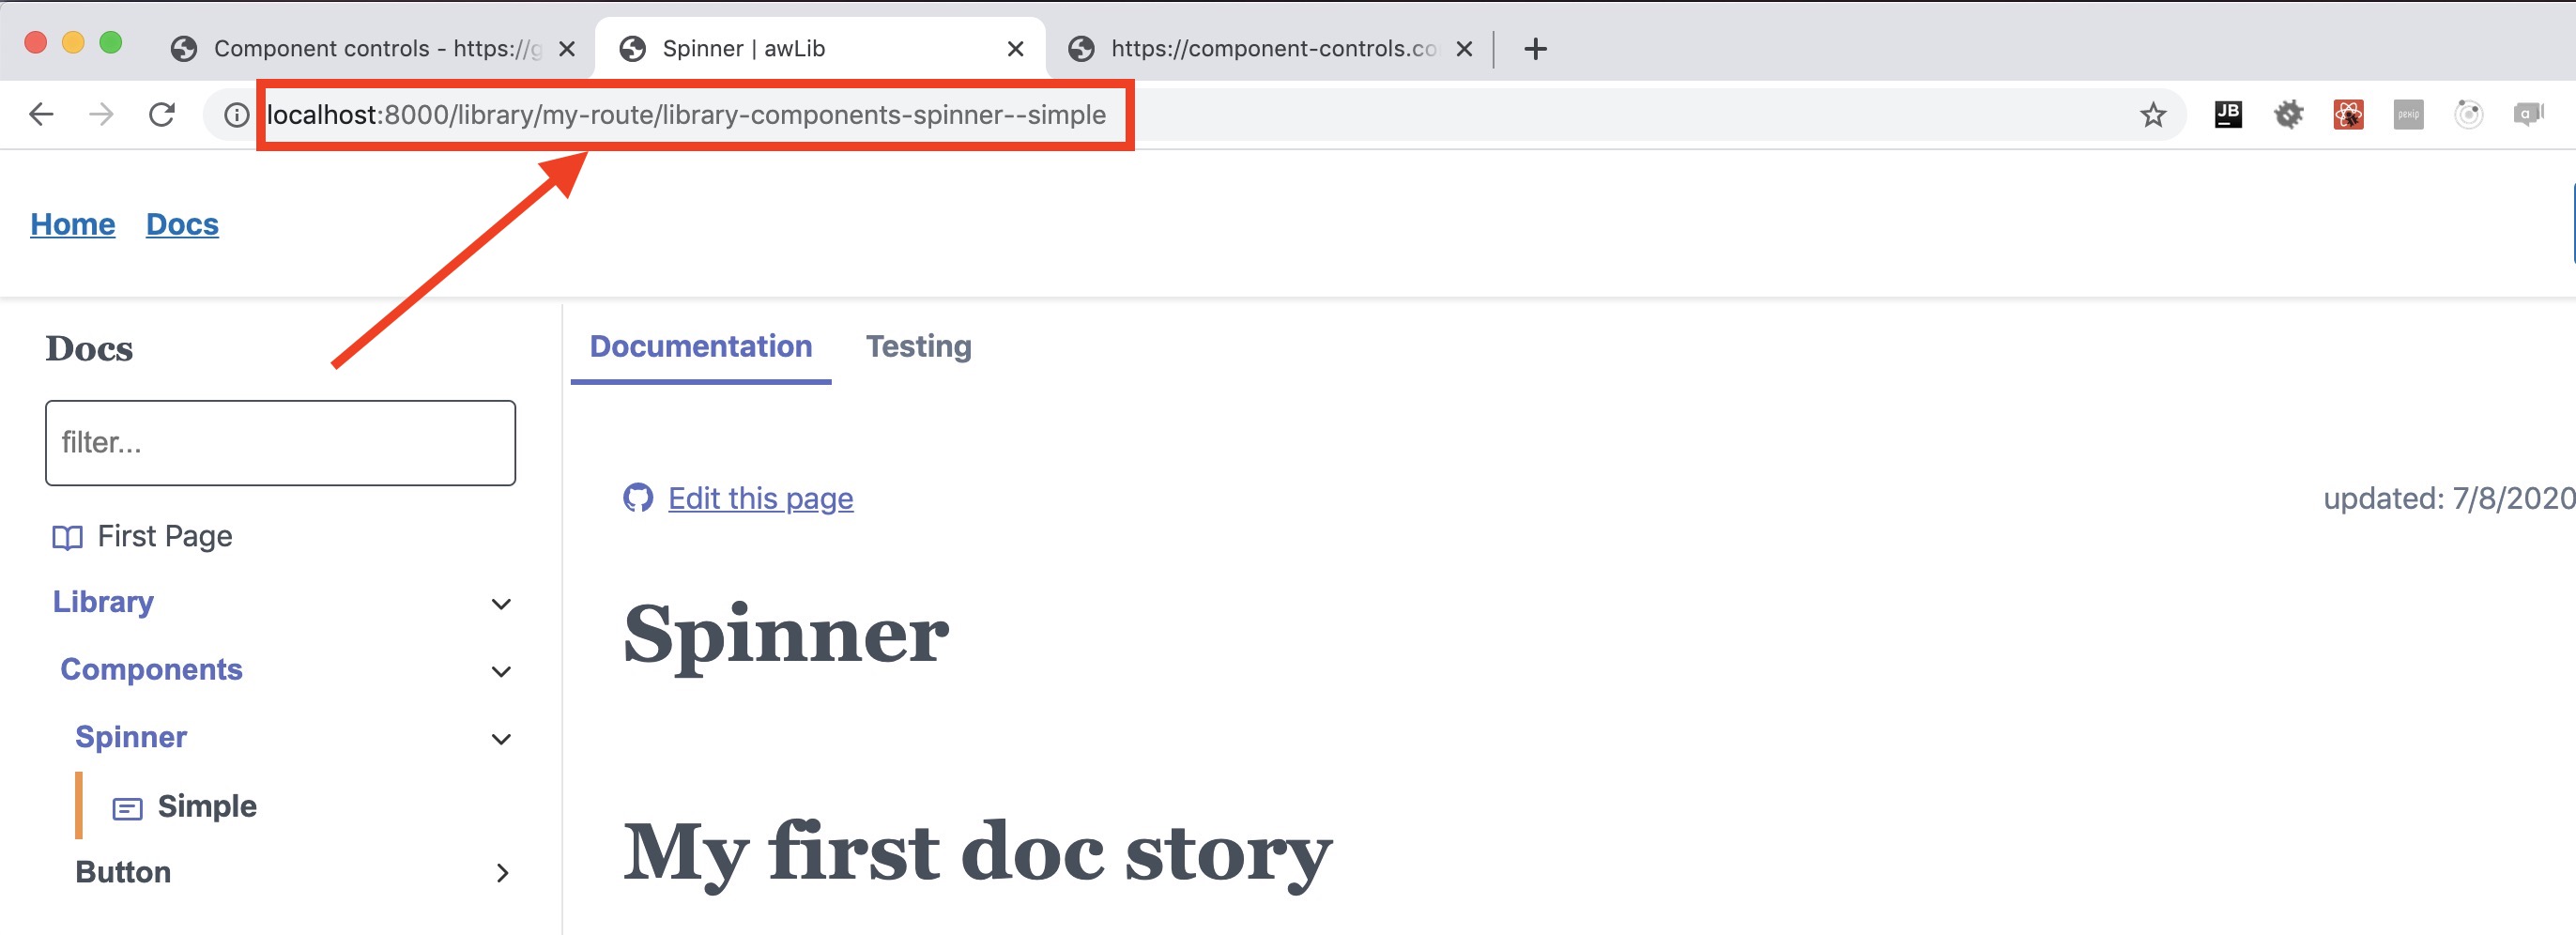 Component controls - https://g
Spinner | awLib
https://component-controls.co
localhost:8000/library/my-route/library-components-spinner--simple
JB
pexip
a
Home Docs
Docs
Documentation Testing
filter...
Edit this page
updated: 7/8/2020
First Page
Library
Spinner
Components
Spinner
Simple
My first doc story
Button